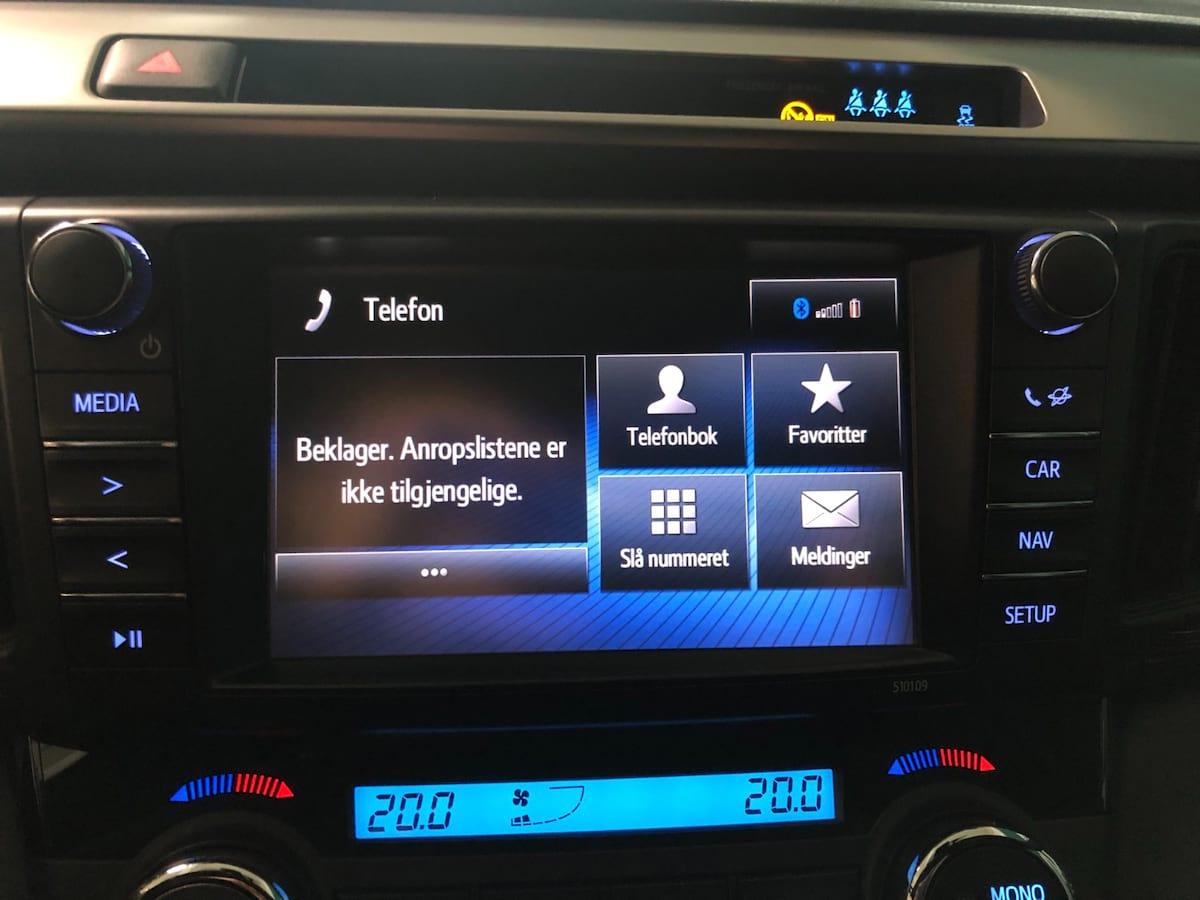 Telefon
MEDIA
Beklager. Anropslistene er
ikke tilgjengelige.
Telefonbok
Favoritter
Slå nummeret
Meldinger
CAR
NAV
SETUP
510109
20.0
20.0
MONO